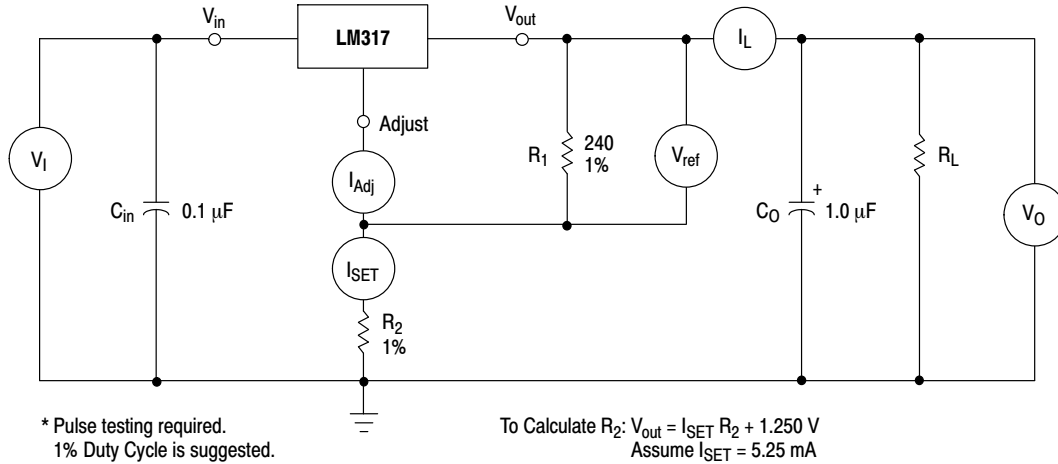 V_in
LM317
V_out
I_L
Adjust
V_I
C_in
0.1 μF
I_Adj
R_1
240
1%
V_ref
C_O
+
1.0 μF
R_L
V_O
I_SET
R_2
1%
* Pulse testing required.
1% Duty Cycle is suggested.
To Calculate R_2: V_out = I_SET R_2 + 1.250 V
Assume I_SET = 5.25 mA